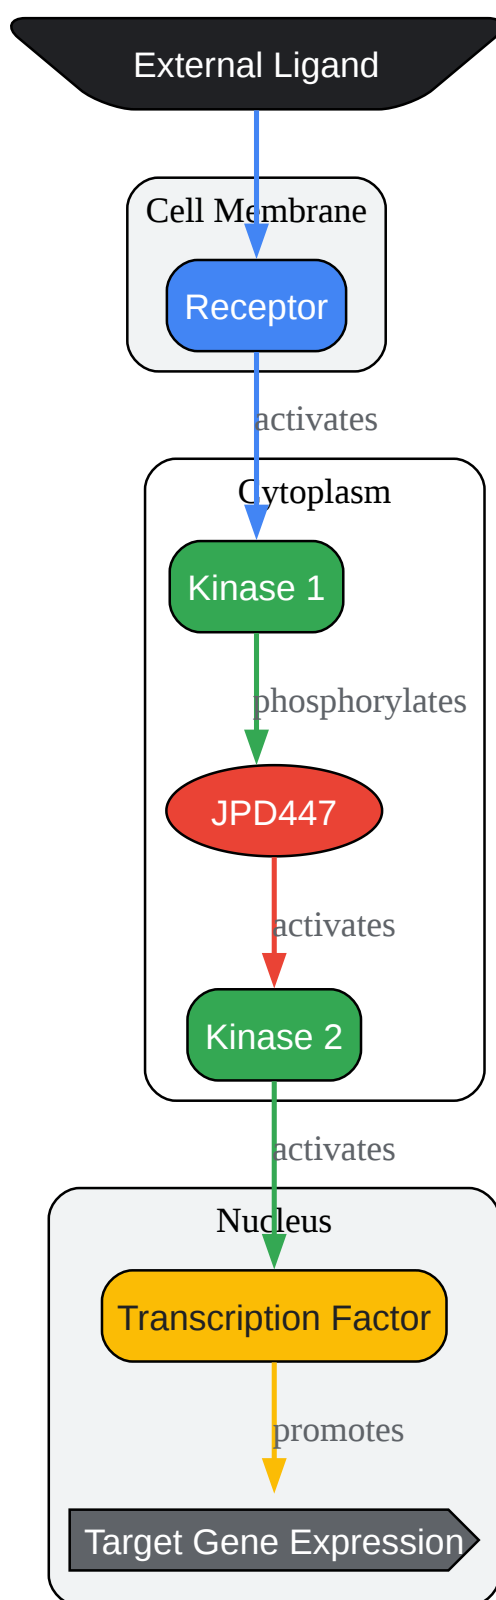 External Ligand
Cell Membrane
Receptor
activates
Cytoplasm
Kinase 1
phosphorylates
JPD447
activates
Kinase 2
activates
Nucleus
Transcription Factor
promotes
Target Gene Expression